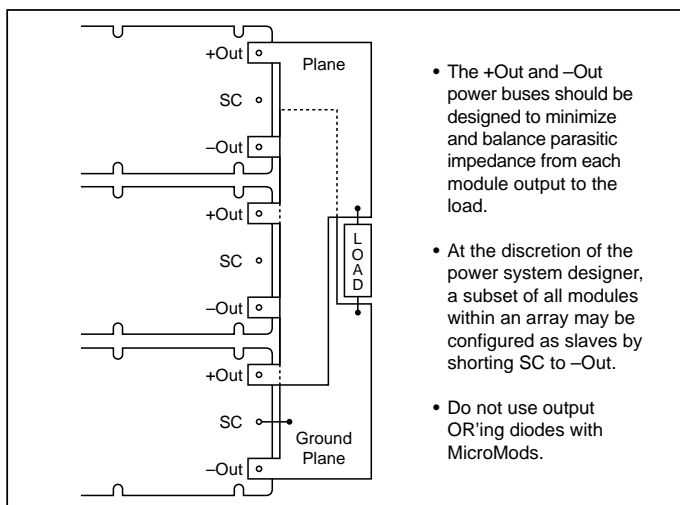 +Out
Plane
SC
–Out
+Out
SC
–Out
+Out
SC
Ground
Plane
–Out
LOAD
• The +Out and –Out
power buses should be
designed to minimize
and balance parasitic
impedance from each
module output to the
load.
• At the discretion of the
power system designer,
a subset of all modules
within an array may be
configured as slaves by
shorting SC to –Out.
• Do not use output
OR'ing diodes with
MicroMods.